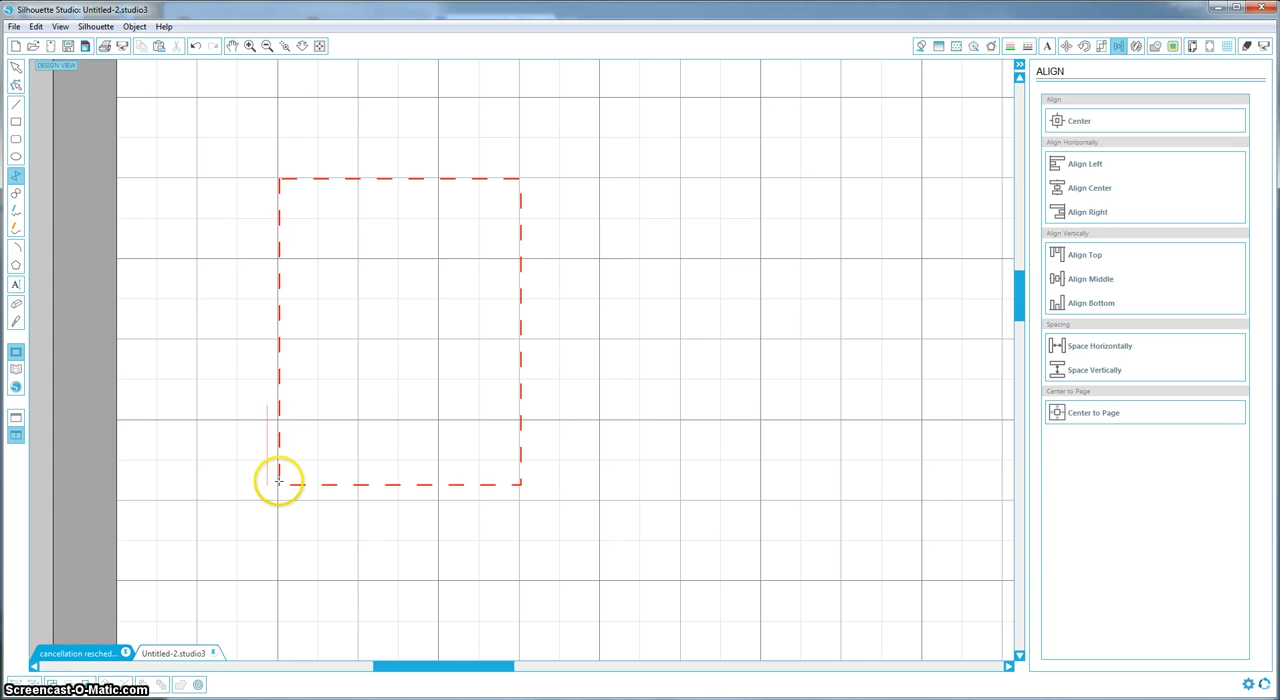 Silhouette Studio: Untitled-2.studio3
File Edit View Silhouette Object Help
DESIGN VIEW
ALIGN
Align
Center
Align Horizontally
Align Left
Align Center
Align Right
Align Vertically
Align Top
Align Middle
Align Bottom
Spacing
Space Horizontally
Space Vertically
Center to Page
Center to Page
cancellation resched... Untitled-2.studio3
Screencast-O-Matic.com